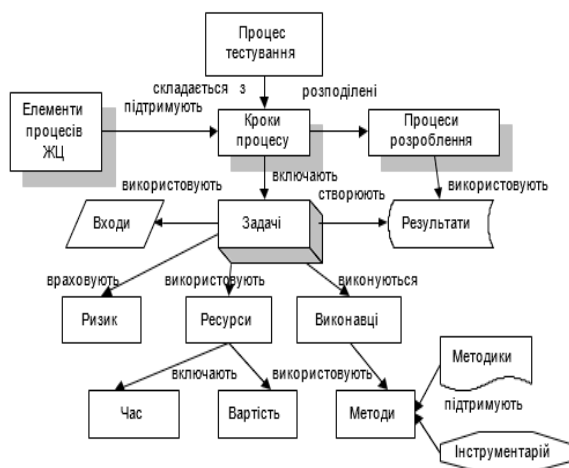 Процес
тестування
складається з
підтримують
розподілені
Елементи
процесів
ЖЦ
Кроки
процесу
Процеси
розроблення
включають
використовують
створюють
використовують
Входи
Задачі
Результати
враховують
використовують
виконуються
Ризик
Ресурси
Виконавці
Методики
включають
використовують
підтримують
Час
Вартість
Методи
Інструментарій